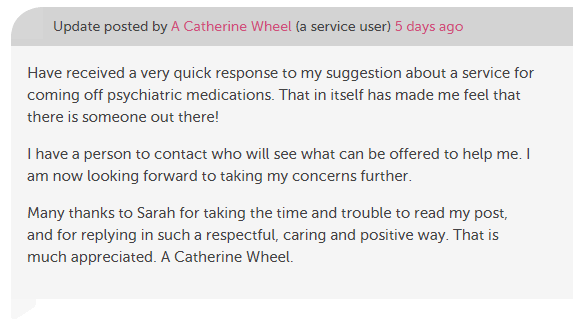 Update posted by A Catherine Wheel (a service user) 5 days ago
Have received a very quick response to my suggestion about a service for
coming off psychiatric medications. That in itself has made me feel that
there is someone out there!
I have a person to contact who will see what can be offered to help me. I
am now looking forward to taking my concerns further.
Many thanks to Sarah for taking the time and trouble to read my post,
and for replying in such a respectful, caring and positive way. That is
much appreciated. A Catherine Wheel.